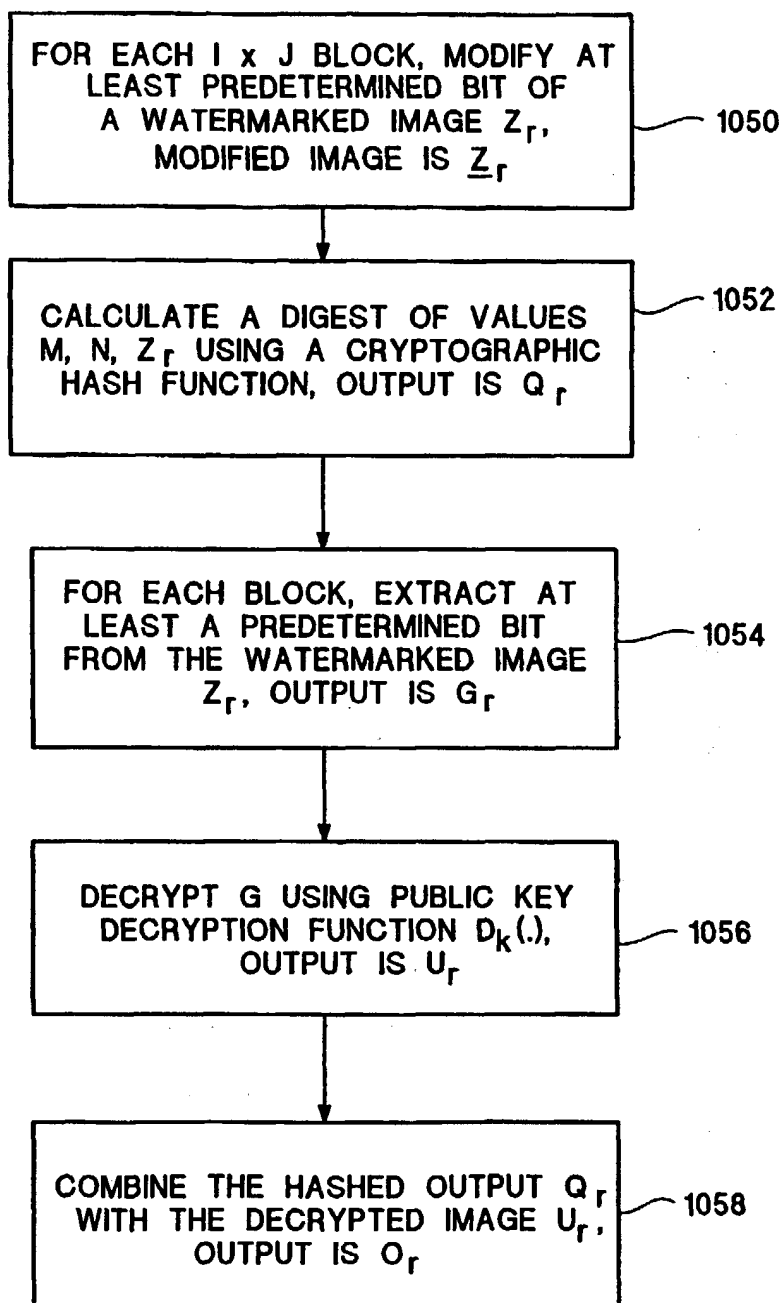 FOR EACH I x J BLOCK, MODIFY AT
LEAST PREDETERMINED BIT OF
A WATERMARKED IMAGE Zr,
MODIFIED IMAGE IS Zr
1050
CALCULATE A DIGEST OF VALUES
M, N, Zr USING A CRYPTOGRAPHIC
HASH FUNCTION, OUTPUT IS Qr
1052
FOR EACH BLOCK, EXTRACT AT
LEAST A PREDETERMINED BIT
FROM THE WATERMARKED IMAGE
Zr, OUTPUT IS Gr
1054
DECRYPT G USING PUBLIC KEY
DECRYPTION FUNCTION Dk(.),
OUTPUT IS Ur
1056
COMBINE THE HASHED OUTPUT Qr
WITH THE DECRYPTED IMAGE Ur,
OUTPUT IS Or
1058